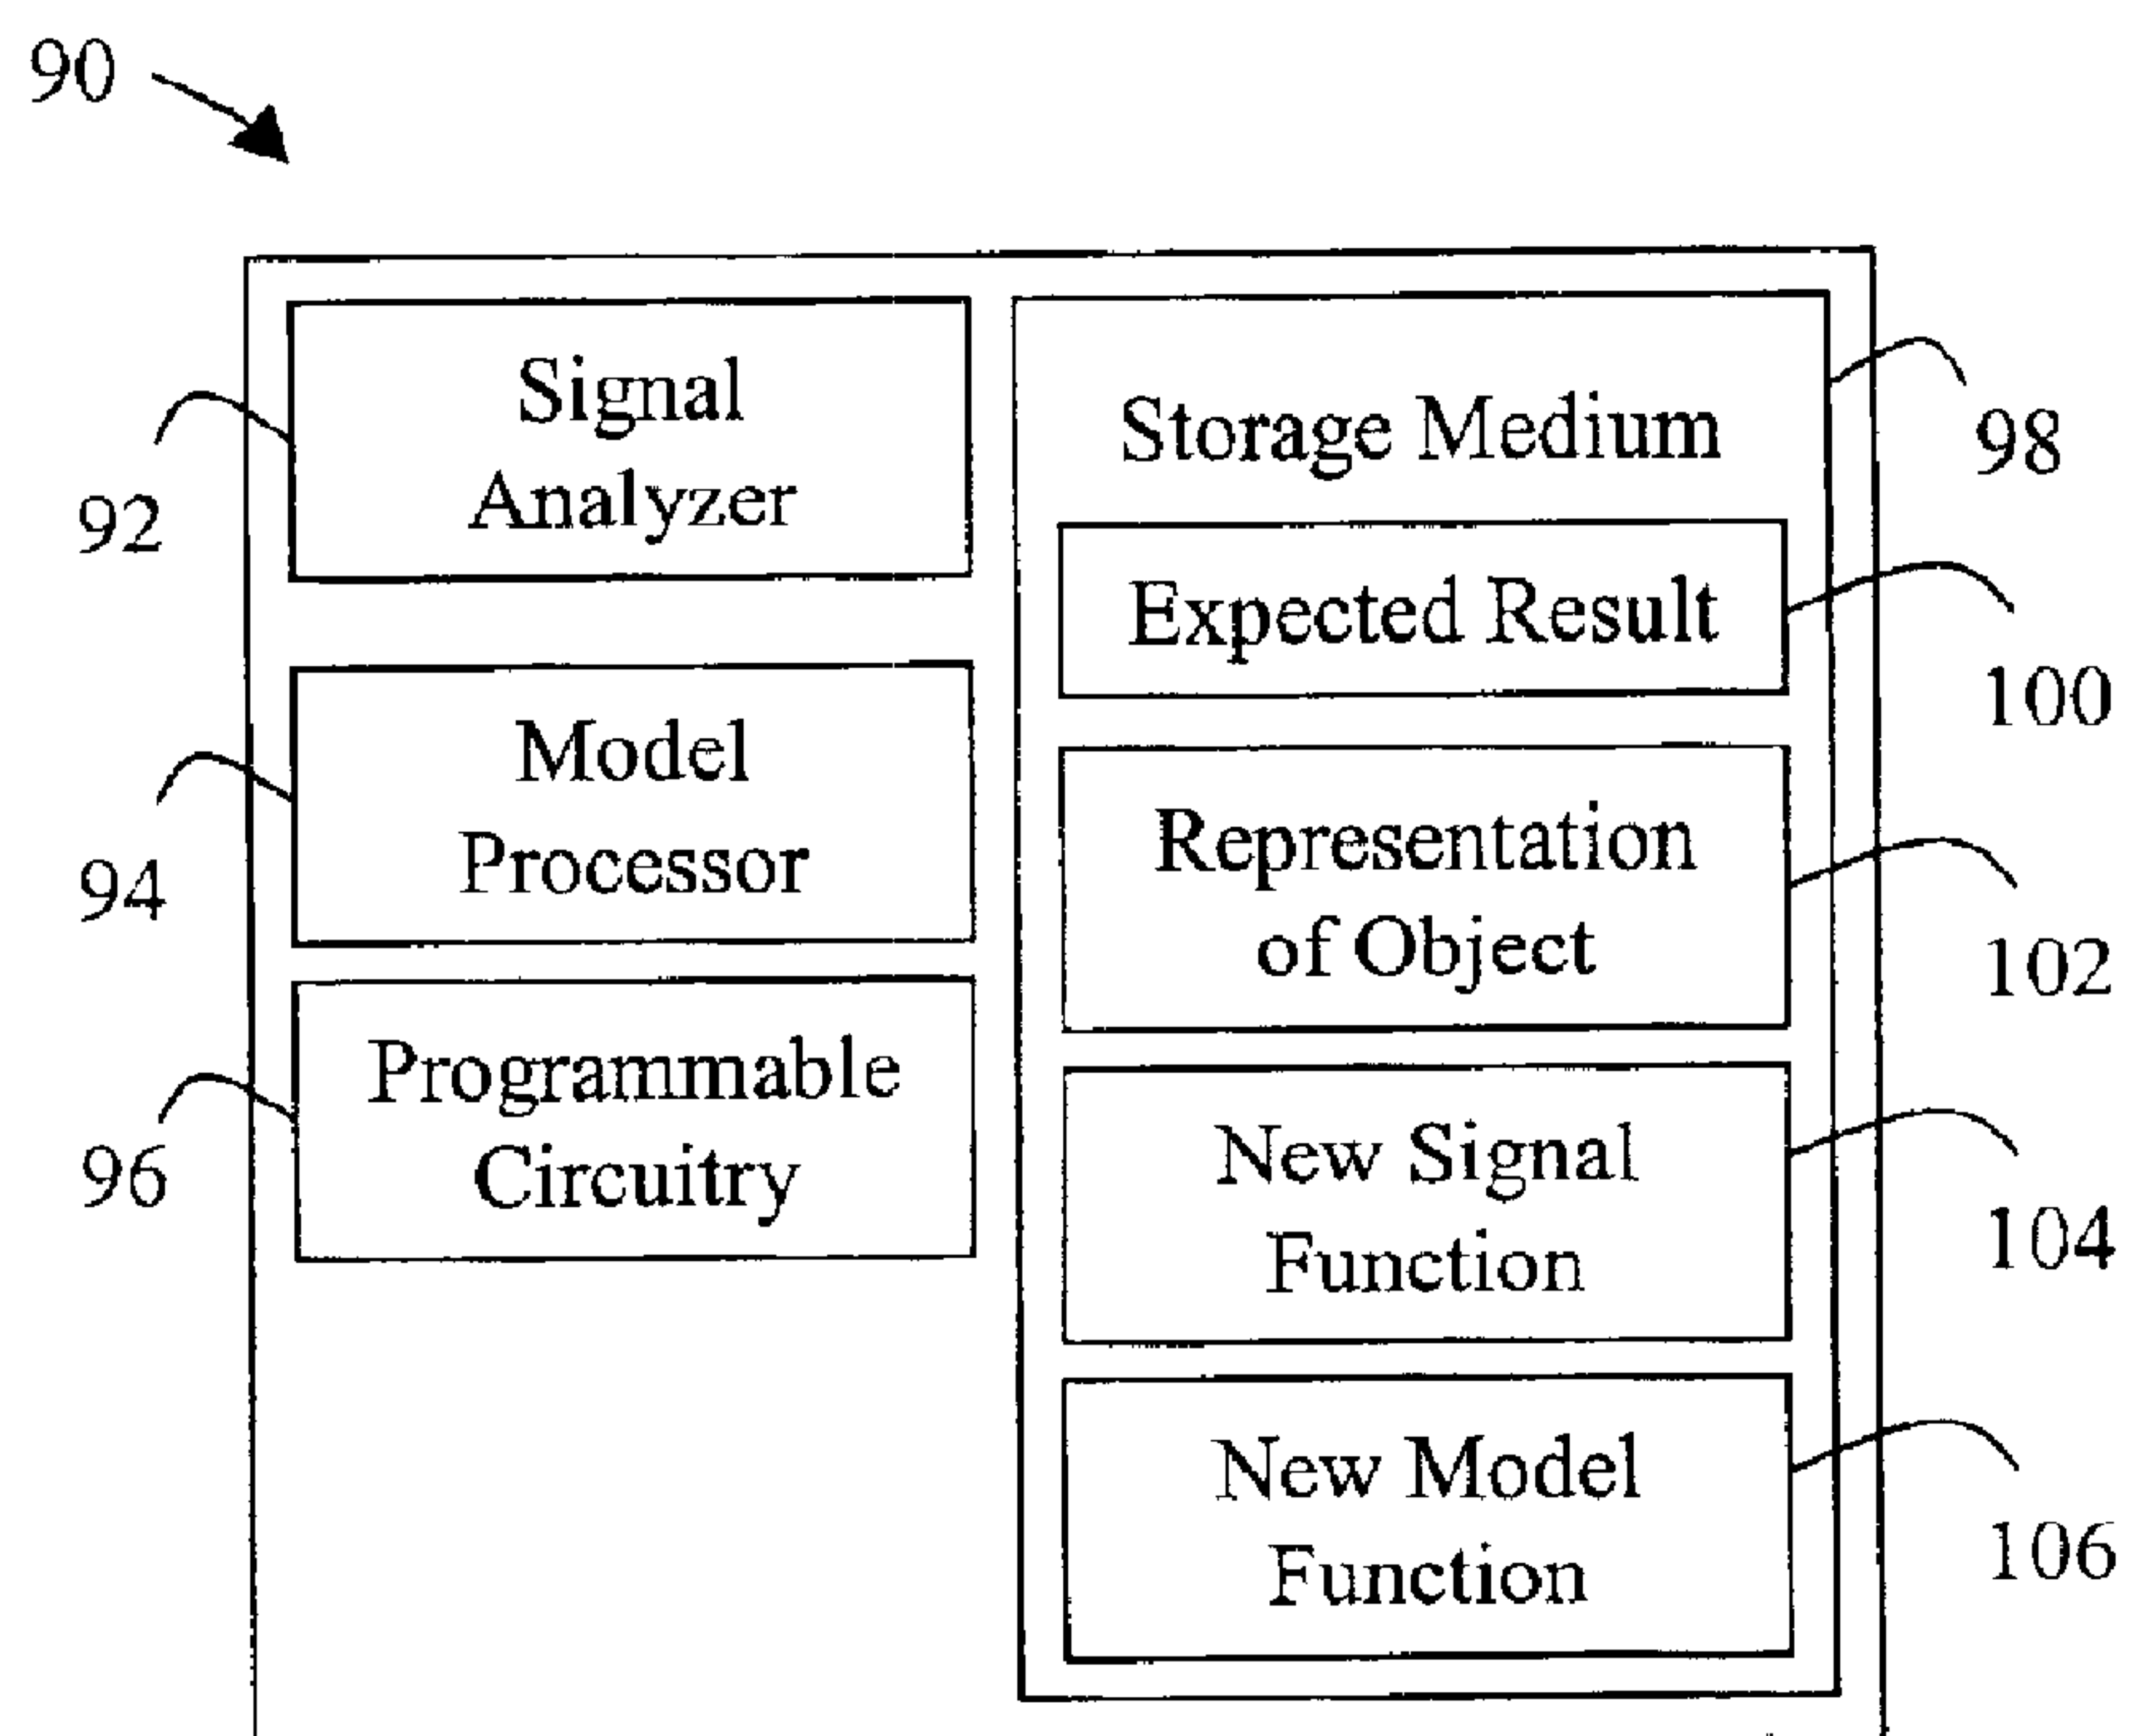 90
Signal
Analyzer
92
Model
Processor
94
Programmable
Circuitry
96
Storage Medium
98
Expected Result
100
Representation
of Object
102
New Signal
Function
104
New Model
Function
106